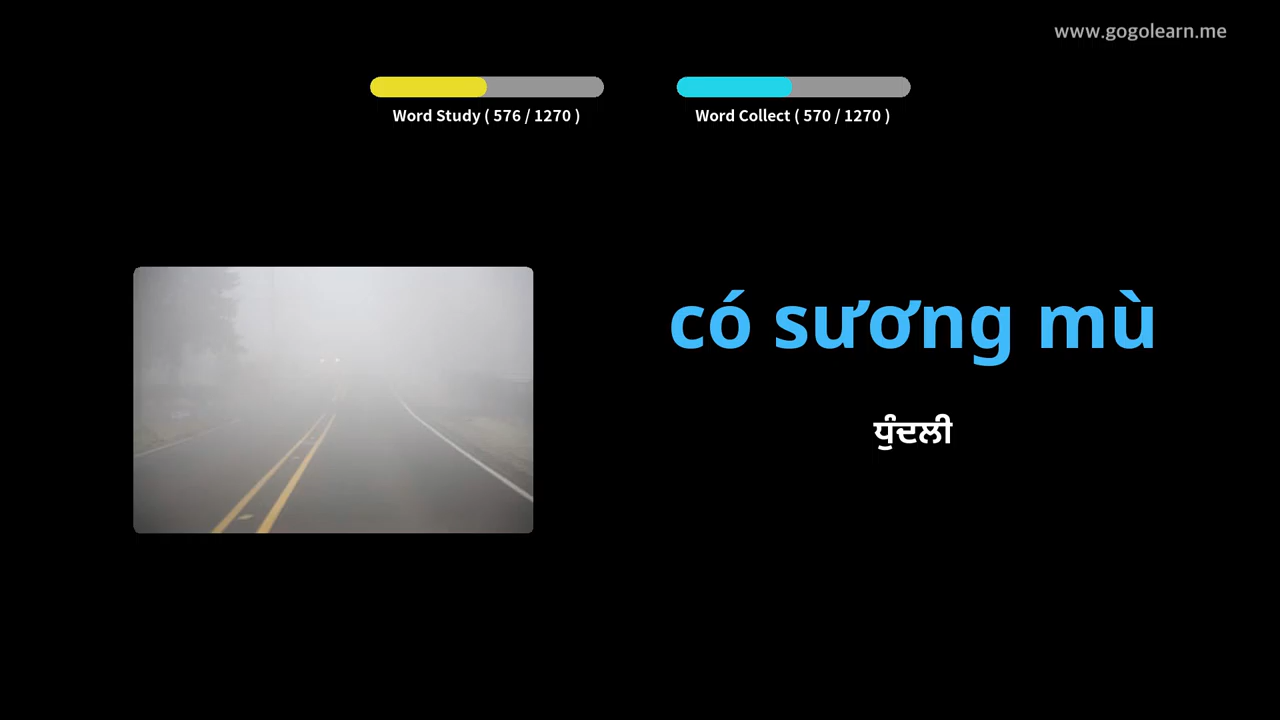 www.gogolearn.me
Word Study ( 576 / 1270 )
Word Collect ( 570 / 1270 )
có sương mù
ਧੁੰਦਲੀ